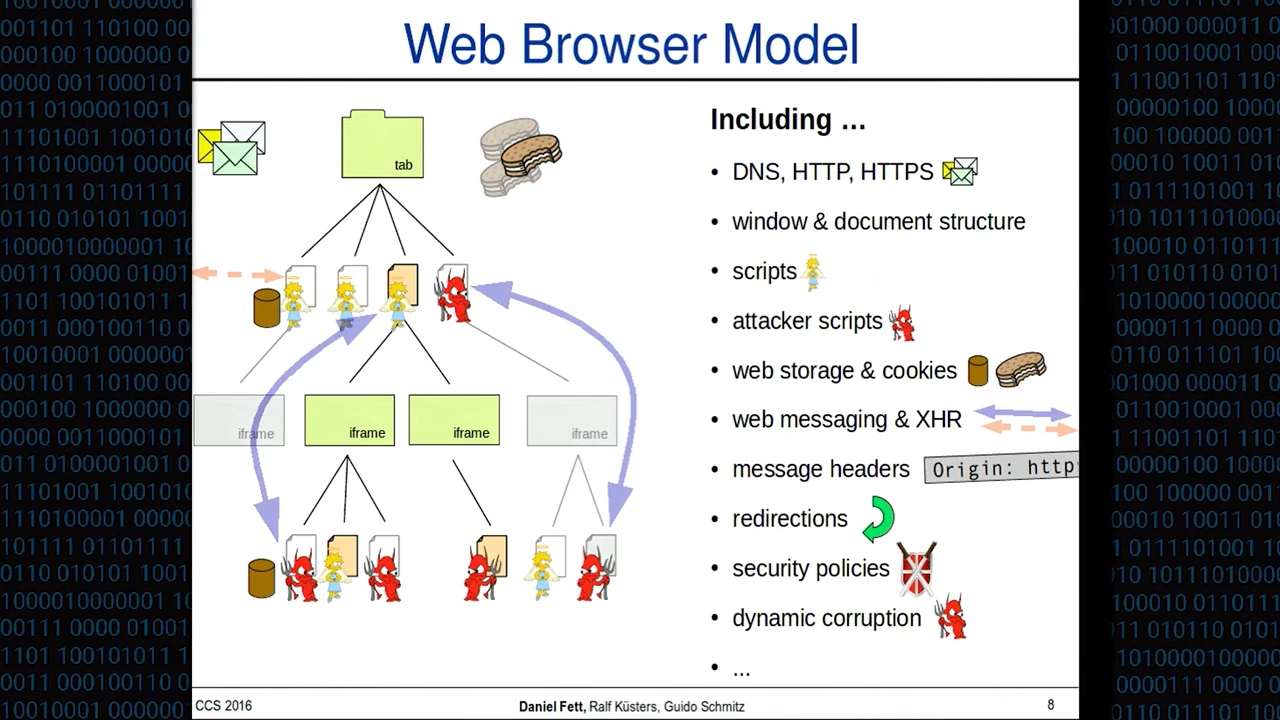 Web Browser Model
tab
iframe
iframe
iframe
iframe
Including ...
• DNS, HTTP, HTTPS
• window & document structure
• scripts
• attacker scripts
• web storage & cookies
• web messaging & XHR
• message headers Origin: http
• redirections
• security policies
• dynamic corruption
• ...
CCS 2016
Daniel Fett, Ralf Küsters, Guido Schmitz
8